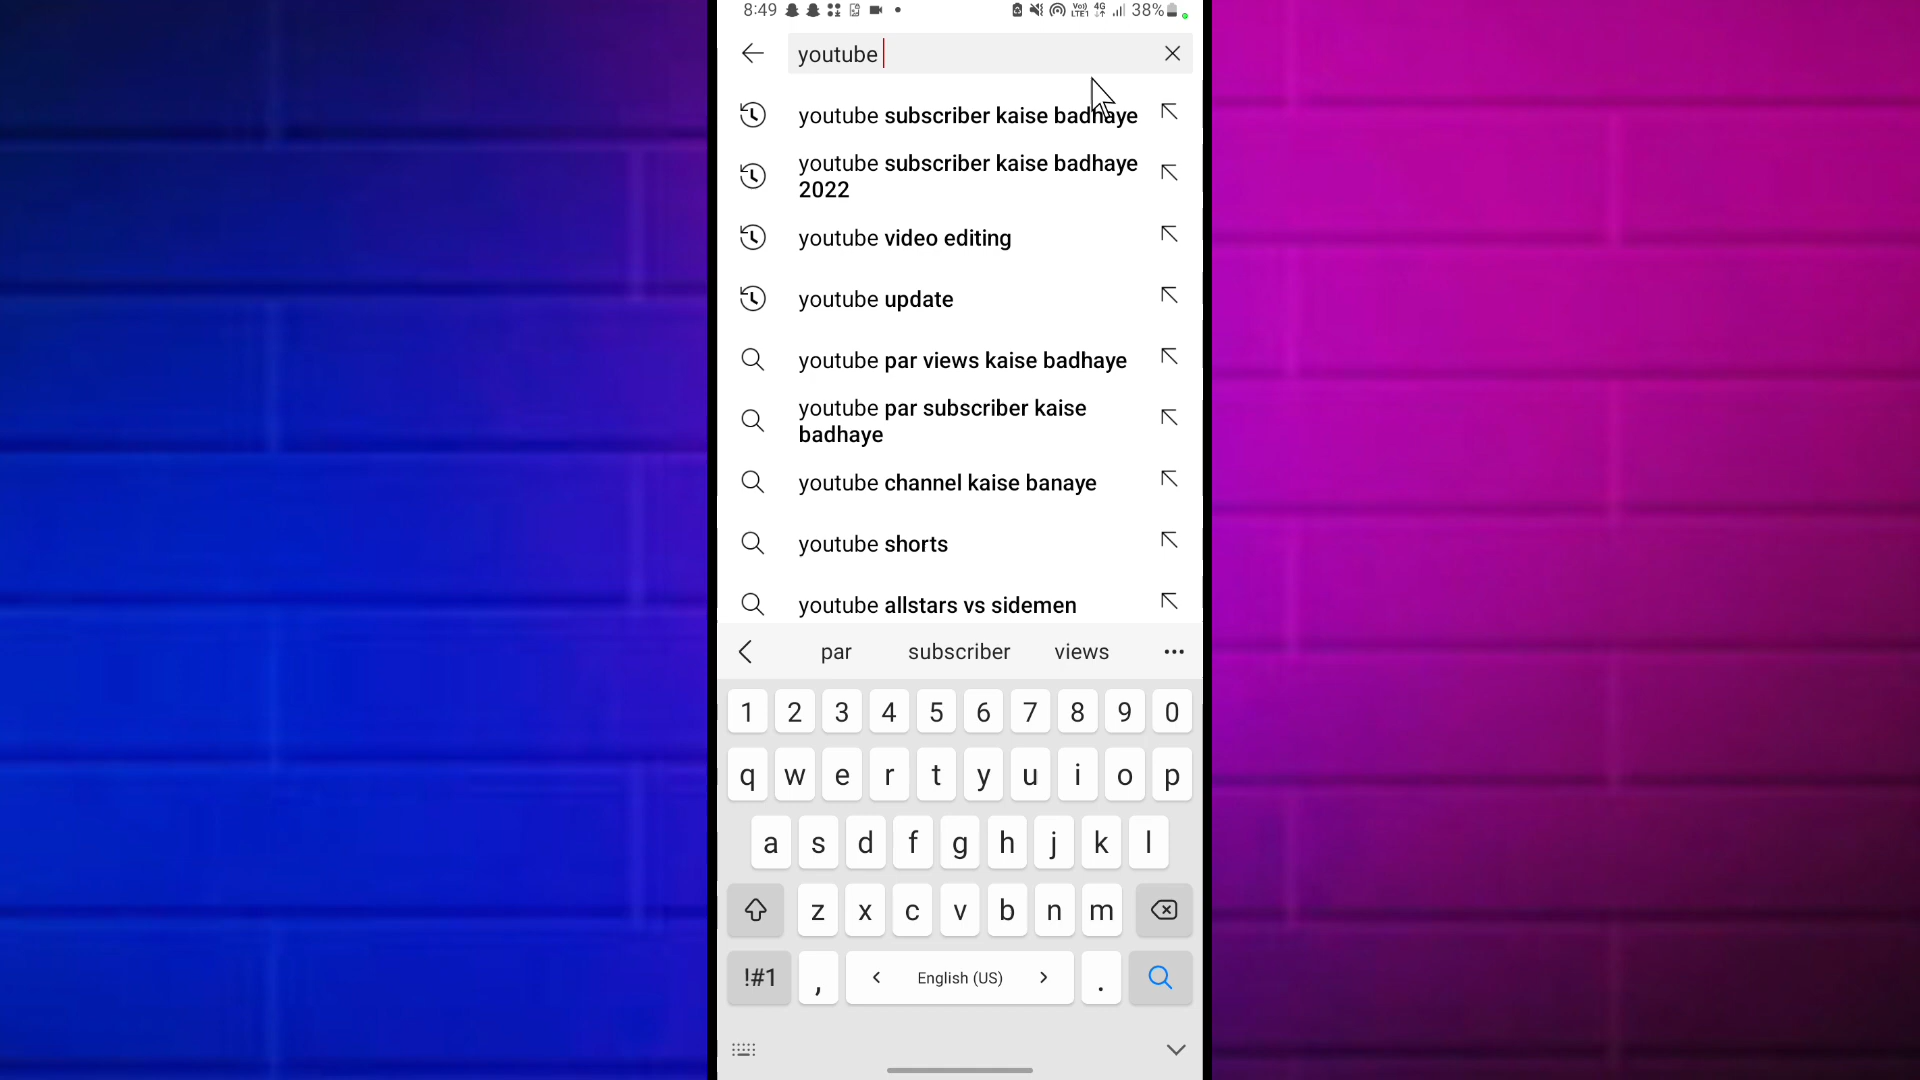 8:49 38%
youtube
youtube subscriber kaise badhaye
youtube subscriber kaise badhaye
2022
youtube video editing
youtube update
youtube par views kaise badhaye
youtube par subscriber kaise
badhaye
youtube channel kaise banaye
youtube shorts
youtube allstars vs sidemen
par subscriber views
1 2 3 4 5 6 7 8 9 0
q w e r t y u i o p
a s d f g h j k l
z x c v b n m
!#1 , < English (US) > .